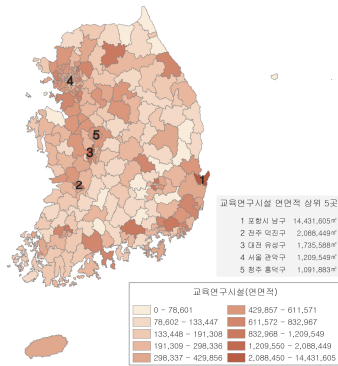 4
5
3
2
1
교육연구시설 연면적 상위 5곳
1 포항시 남구 14,431,605㎡
2 전주 덕진구 2,088,449㎡
3 대전 유성구 1,735,588㎡
4 서울 관악구 1,209,549㎡
5 청주 흥덕구 1,091,883㎡
교육연구시설(연면적)
0 - 78,601 429,857 - 611,571
78,602 - 133,447 611,572 - 832,967
133,448 - 191,308 832,968 - 1,209,549
191,309 - 298,336 1,209,550 - 2,088,449
298,337 - 429,856 2,088,450 - 14,431,605